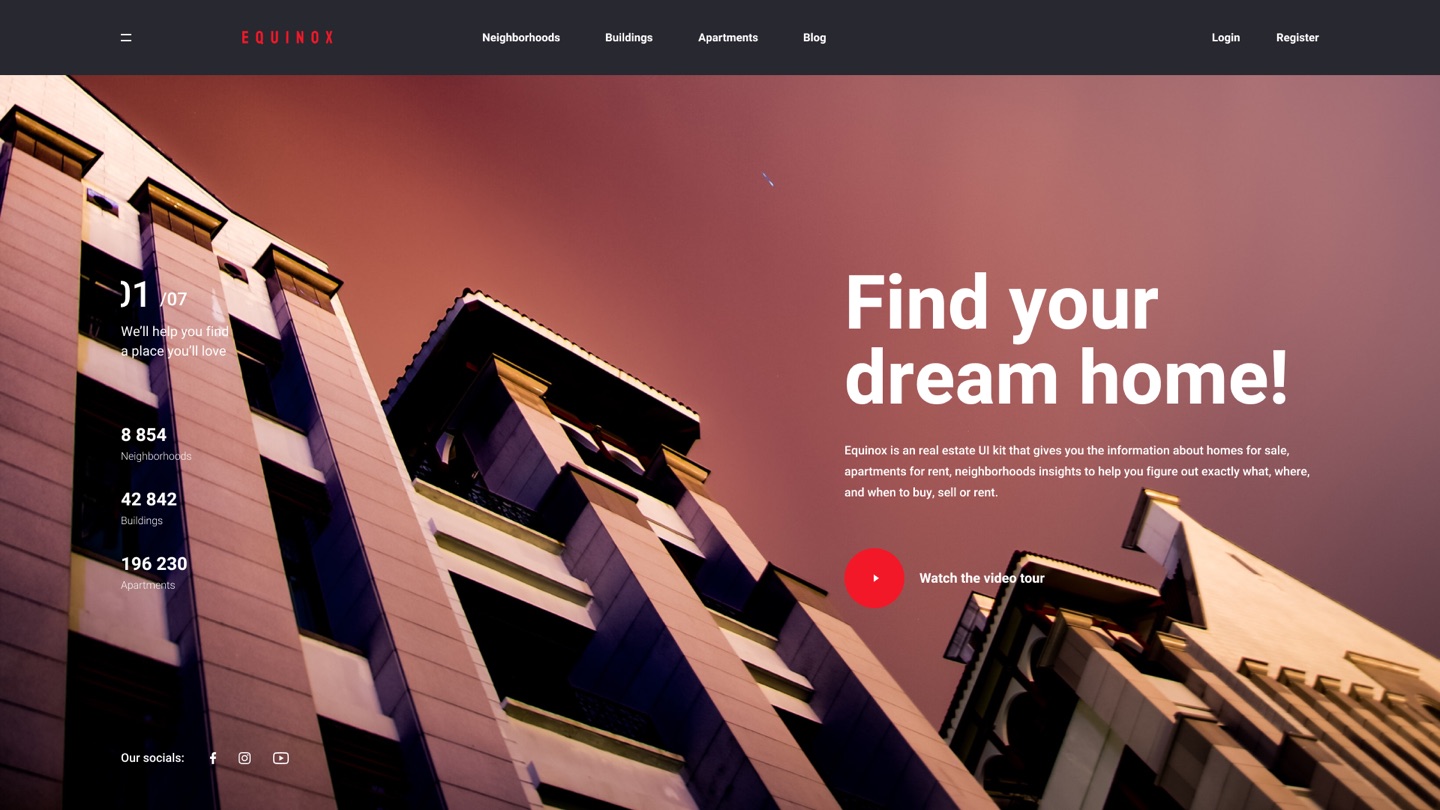 EQUINOX
Neighborhoods
Buildings
Apartments
Blog
Login
Register
01 /07
We'll help you find
a place you'll love
8 854
Neighborhoods
42 842
Buildings
196 230
Apartments
Find your
dream home!
Equinox is an real estate UI kit that gives you the information about homes for sale,
apartments for rent, neighborhoods insights to help you figure out exactly what, where,
and when to buy, sell or rent.
Watch the video tour
Our socials: